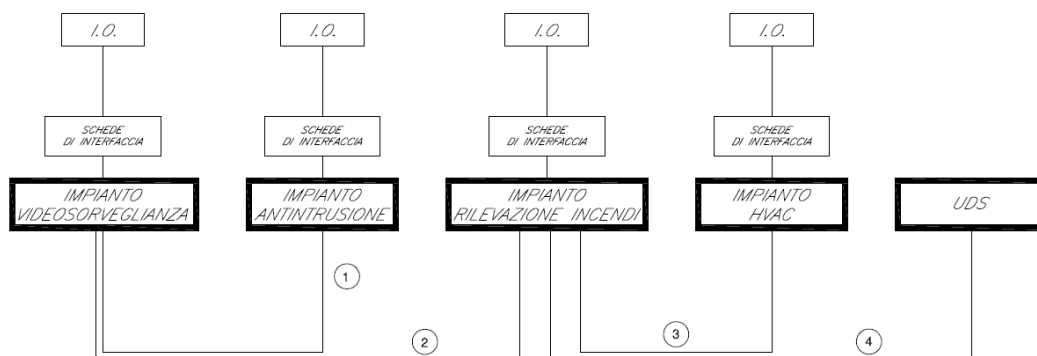 I.O.
I.O.
I.O.
I.O.
SCHEDE
DI INTERFACCIA
SCHEDE
DI INTERFACCIA
SCHEDE
DI INTERFACCIA
SCHEDE
DI INTERFACCIA
IMPIANTO
VIDEOSORVEGLIANZA
IMPIANTO
ANTINTRUSIONE
IMPIANTO
RILEVAZIONE INCENDI
IMPIANTO
HVAC
UDS
1
2
3
4